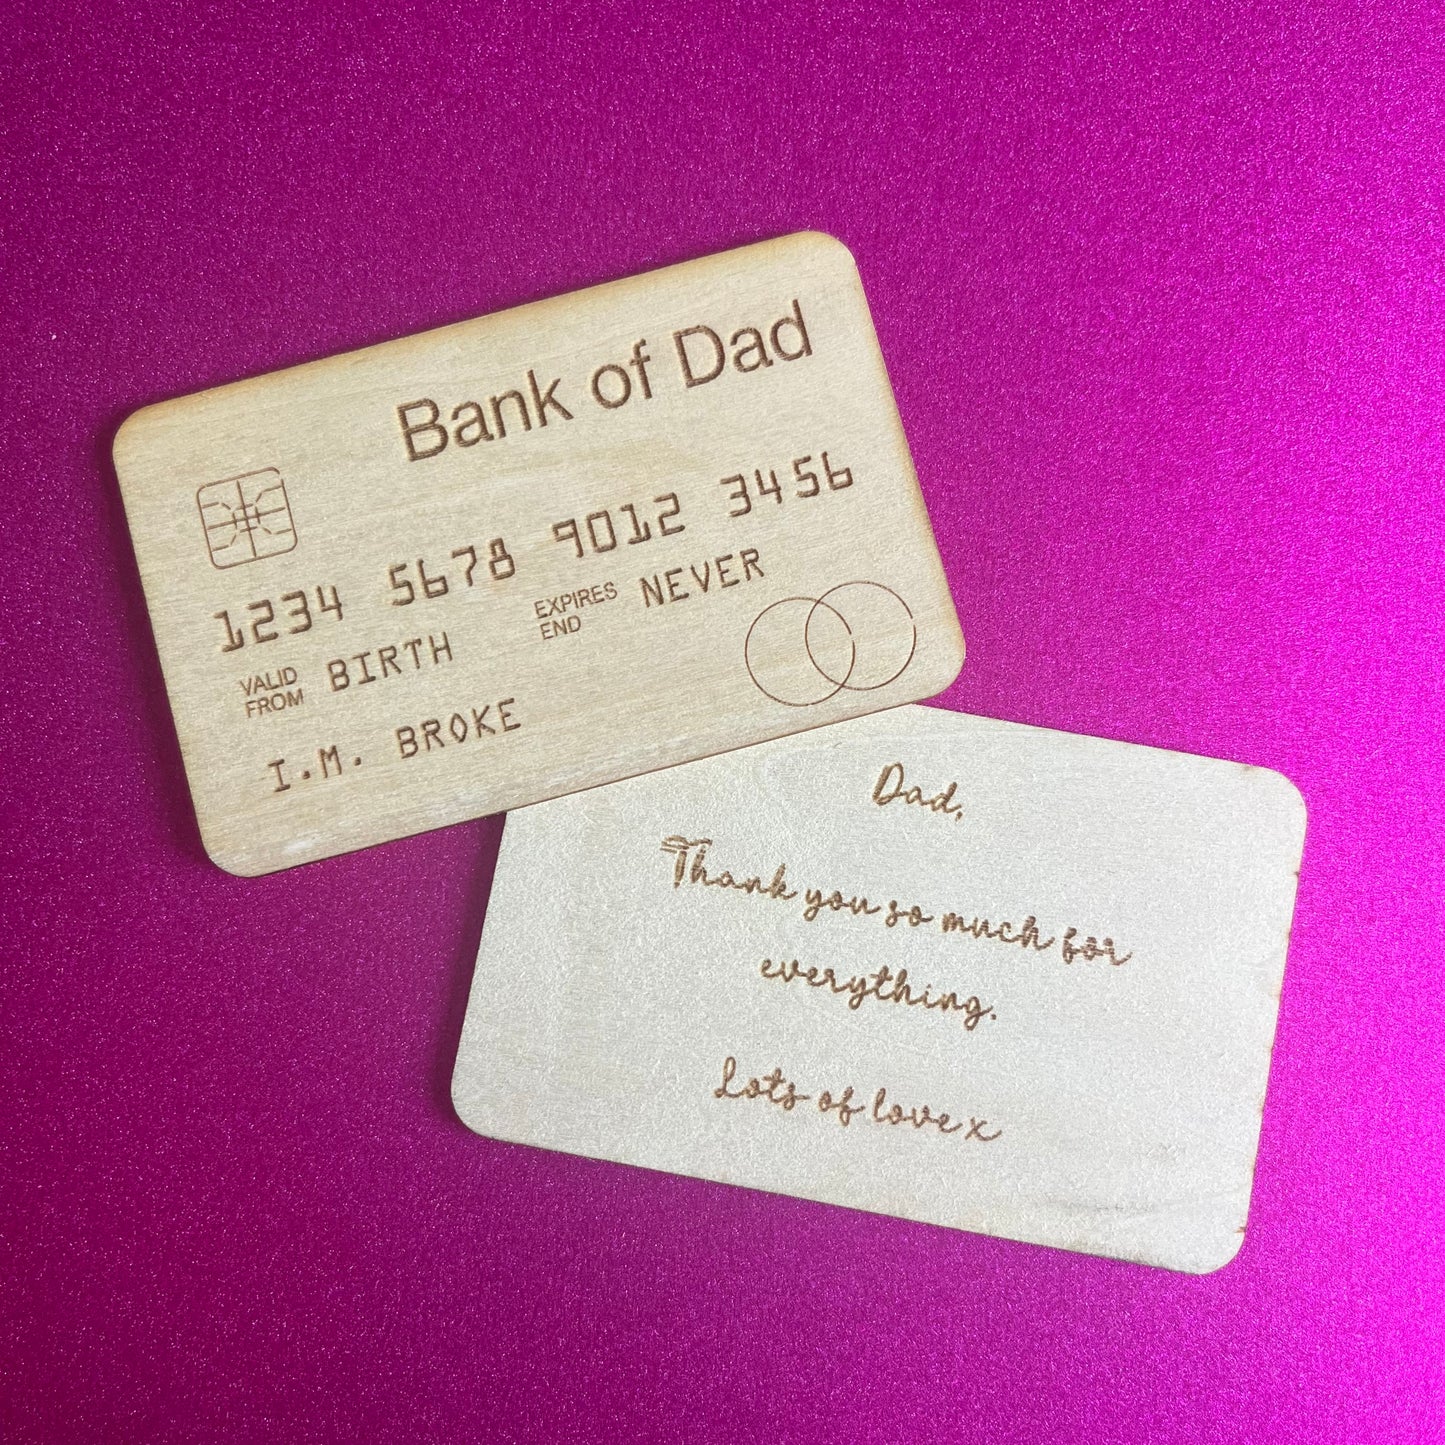 Bank of Dad
1234 5678 9012 3456
VALID
FROM BIRTH
EXPIRES
END NEVER
I.M. BROKE
Dad,
Thank you so much for
everything.
Lots of love x